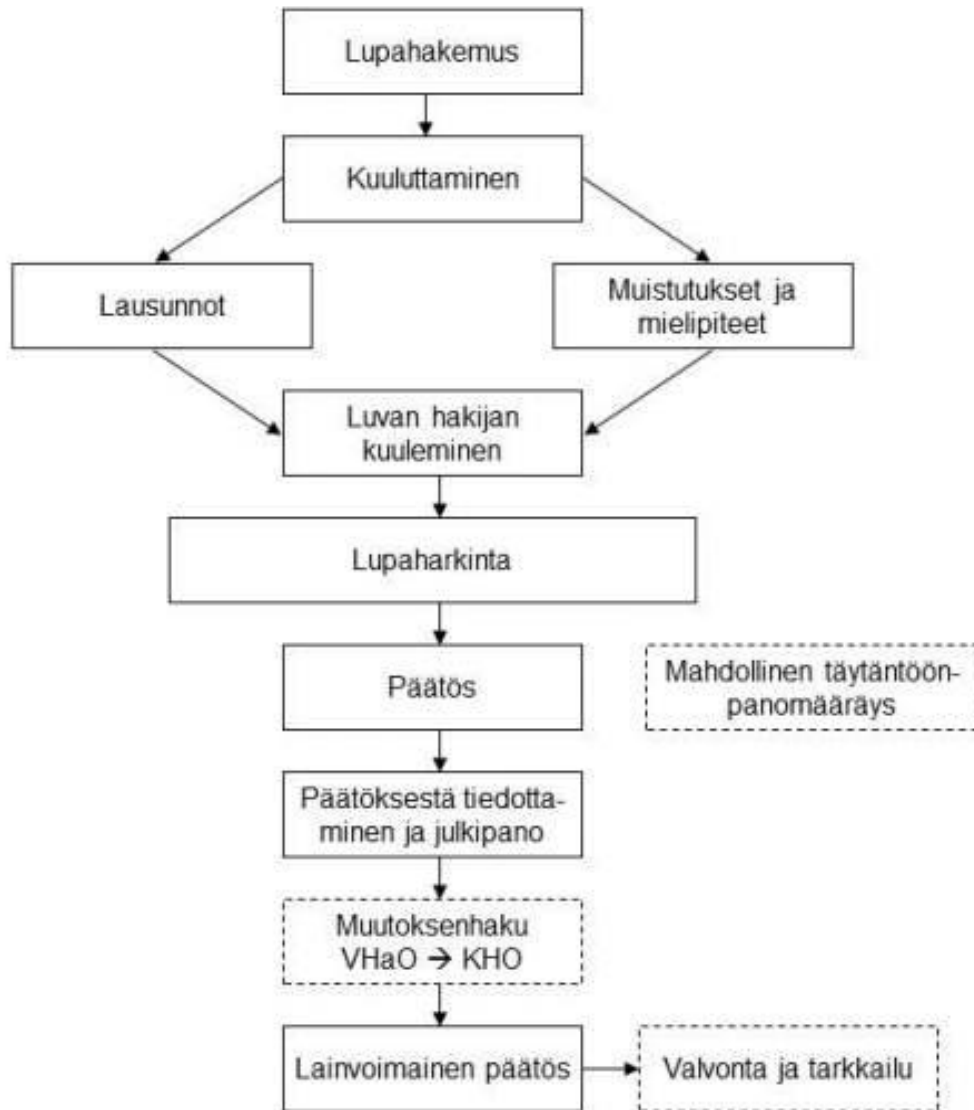 Lupahakemus
Kuuluttaminen
Lausunnot
Muistutukset ja
mielipiteet
Luvan hakijan
kuuleminen
Lupaharkinta
Päätös
Mahdollinen täytäntöön-
panomääräys
Päätöksestä tiedotta-
minen ja julkipano
Muutoksenhaku
VHaO → KHO
Lainvoimainen päätös
Valvonta ja tarkkailu